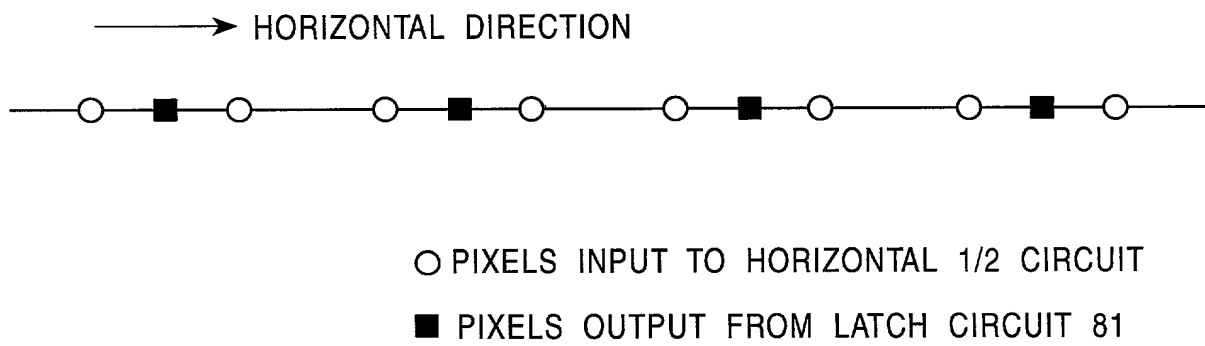 HORIZONTAL DIRECTION
PIXELS INPUT TO HORIZONTAL 1/2 CIRCUIT
PIXELS OUTPUT FROM LATCH CIRCUIT 81